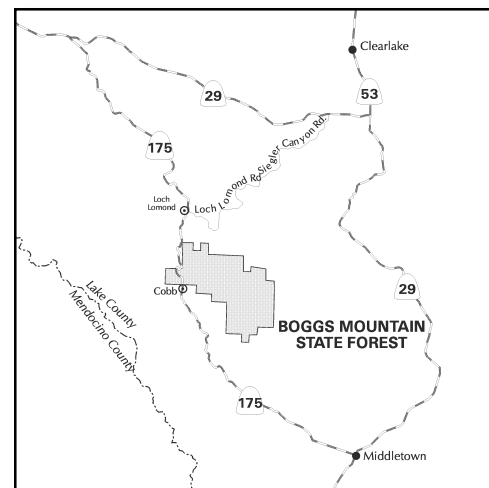 Clearlake
29
53
175
Siegler Canyon Rd.
Loch Lomond Rd
Loch
Lomond
Cobb
Lake County
Mendocino County
29
BOGGS MOUNTAIN
STATE FOREST
175
Middletown